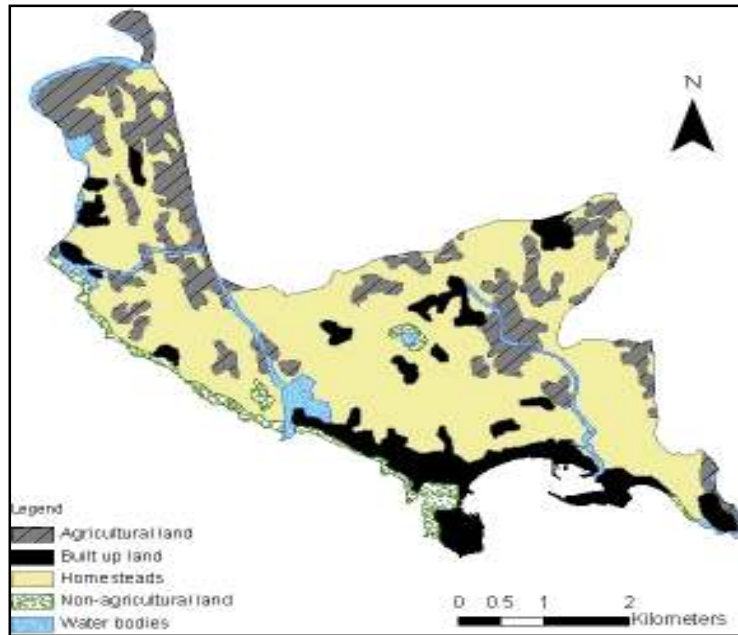 N
Legend
Agricultural land
Built up land
Homesteads
Non-agricultural land
Water bodies
0 0.5 1 2
Kilometers